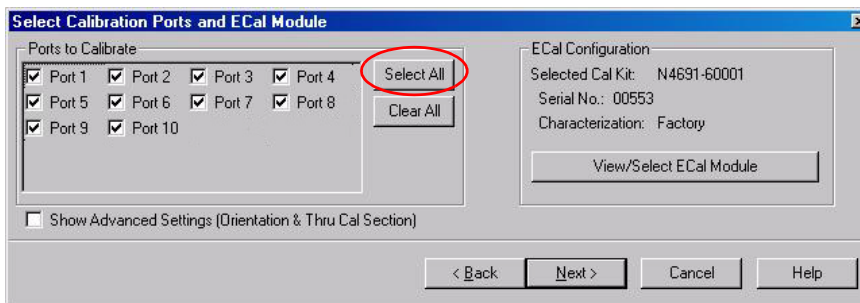 Select Calibration Ports and ECal Module
Ports to Calibrate
Port 1 Port 2 Port 3 Port 4
Port 5 Port 6 Port 7 Port 8
Port 9 Port 10
Select All
Clear All
ECal Configuration
Selected Cal Kit: N4691-60001
Serial No.: 00553
Characterization: Factory
View/Select ECal Module
Show Advanced Settings (Orientation & Thru Cal Section)
< Back Next > Cancel Help